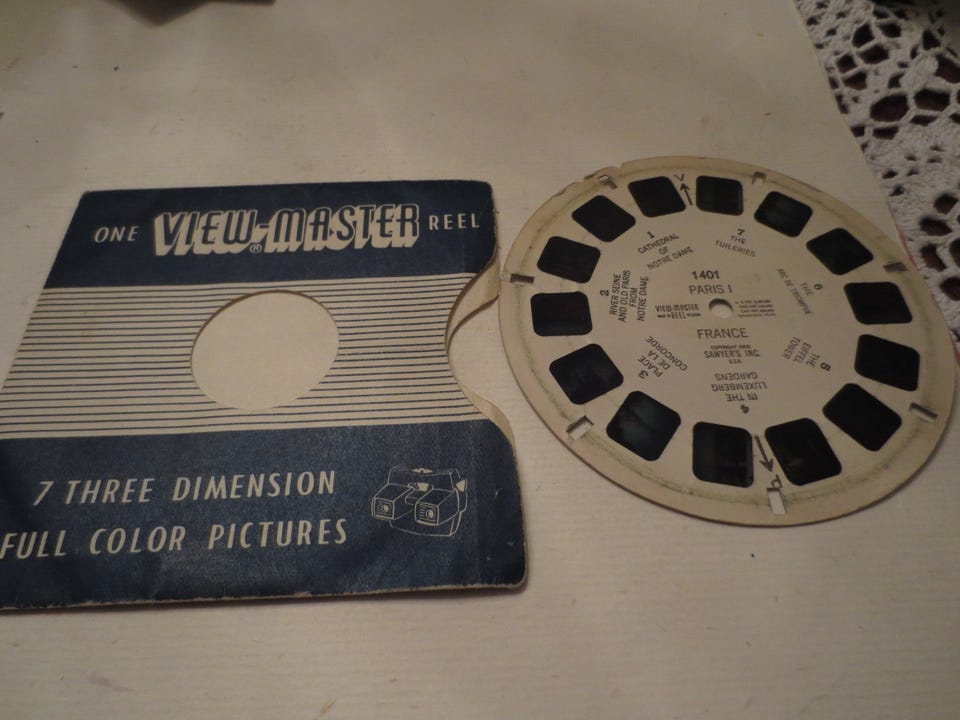 ONE VIEW-MASTER® REEL
7 THREE DIMENSION
FULL COLOR PICTURES
1
CATHEDRAL
OF
NOTRE DAME
7
THE
TUILERIES
6
THE
ARC DE TRIOMPHE
5
THE
EIFFEL
TOWER
4
IN THE
LUXEMBERG
GARDENS
3
PLACE
DE LA
CONCORDE
2
RIVER SEINE
AND OLD PARIS
FROM
NOTRE DAME
1401
PARIS I
VIEW-MASTER
REEL
FRANCE
COPYRIGHT
SAWYER'S INC.
U.S.A.